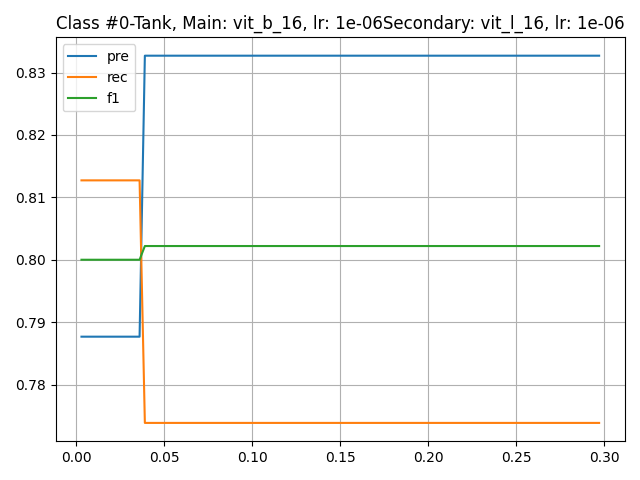 Class #0-Tank, Main: vit_b_16, lr: 1e-06Secondary: vit_l_16, lr: 1e-06
pre
rec
f1
0.83
0.82
0.81
0.80
0.79
0.78
0.00 0.05 0.10 0.15 0.20 0.25 0.30